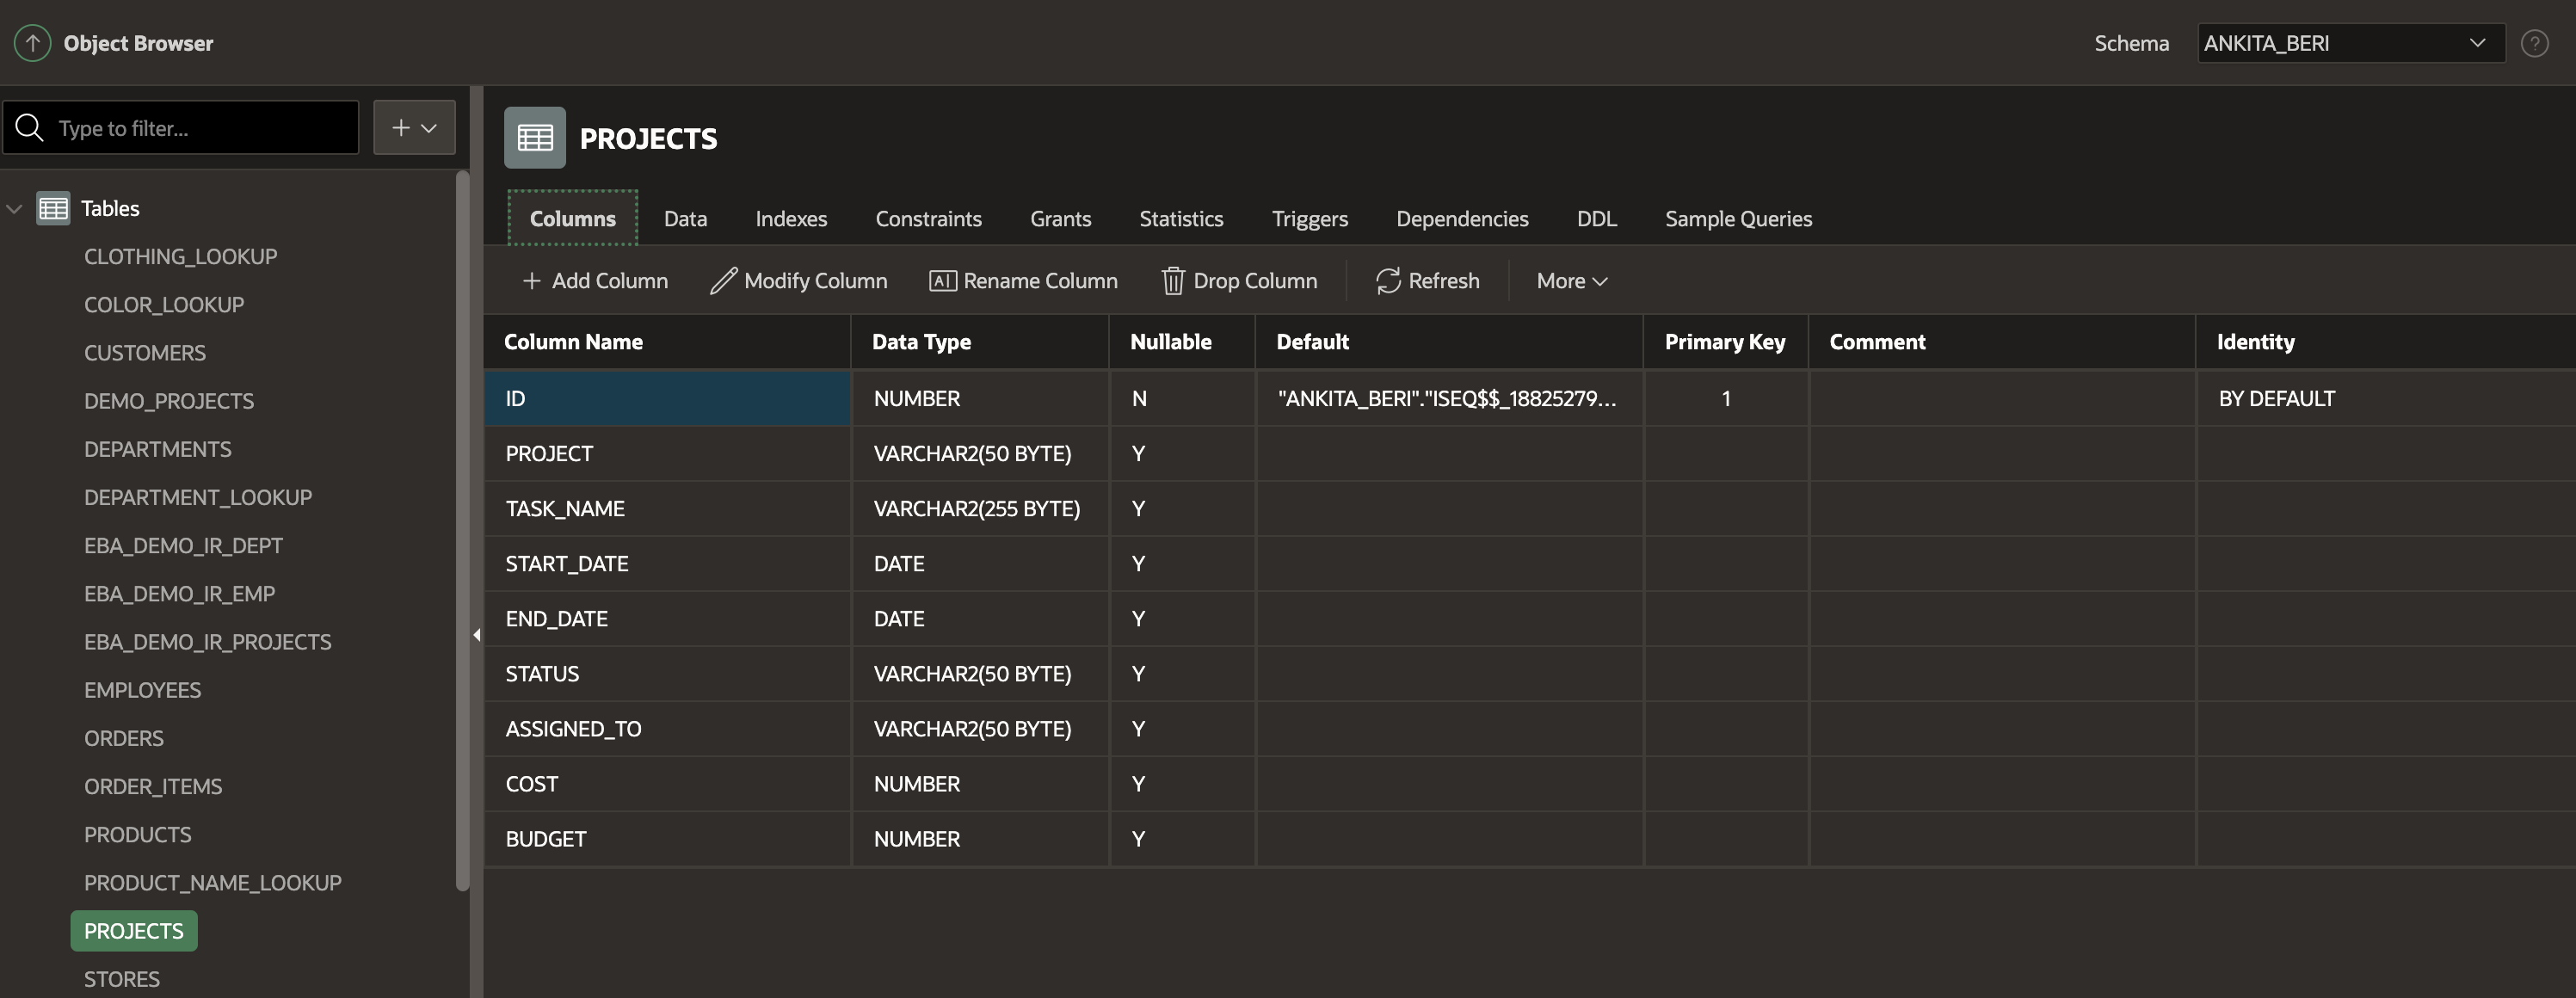 Object Browser
Schema ANKITA_BERI
Type to filter...
Tables
CLOTHING_LOOKUP
COLOR_LOOKUP
CUSTOMERS
DEMO_PROJECTS
DEPARTMENTS
DEPARTMENT_LOOKUP
EBA_DEMO_IR_DEPT
EBA_DEMO_IR_EMP
EBA_DEMO_IR_PROJECTS
EMPLOYEES
ORDERS
ORDER_ITEMS
PRODUCTS
PRODUCT_NAME_LOOKUP
PROJECTS
STORES
PROJECTS
Columns Data Indexes Constraints Grants Statistics Triggers Dependencies DDL Sample Queries
Add Column Modify Column Rename Column Drop Column Refresh More
Column Name Data Type Nullable Default Primary Key Comment Identity
ID NUMBER N "ANKITA_BERI"."ISEQ$$_18825279... 1 BY DEFAULT
PROJECT VARCHAR2(50 BYTE) Y
TASK_NAME VARCHAR2(255 BYTE) Y
START_DATE DATE Y
END_DATE DATE Y
STATUS VARCHAR2(50 BYTE) Y
ASSIGNED_TO VARCHAR2(50 BYTE) Y
COST NUMBER Y
BUDGET NUMBER Y